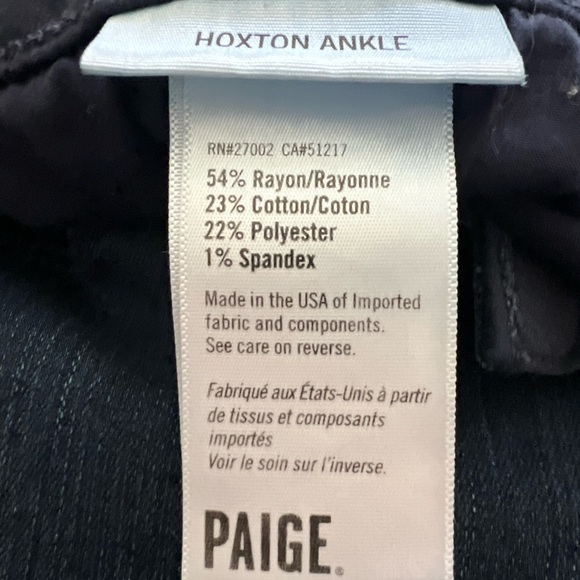 HOXTON ANKLE
RN#27002 CA#51217
54% Rayon/Rayonne
23% Cotton/Coton
22% Polyester
1% Spandex
Made in the USA of Imported
fabric and components.
See care on reverse.
Fabriqué aux États-Unis à partir
de tissus et composants
importés
Voir le soin sur l'inverse.
PAIGE®